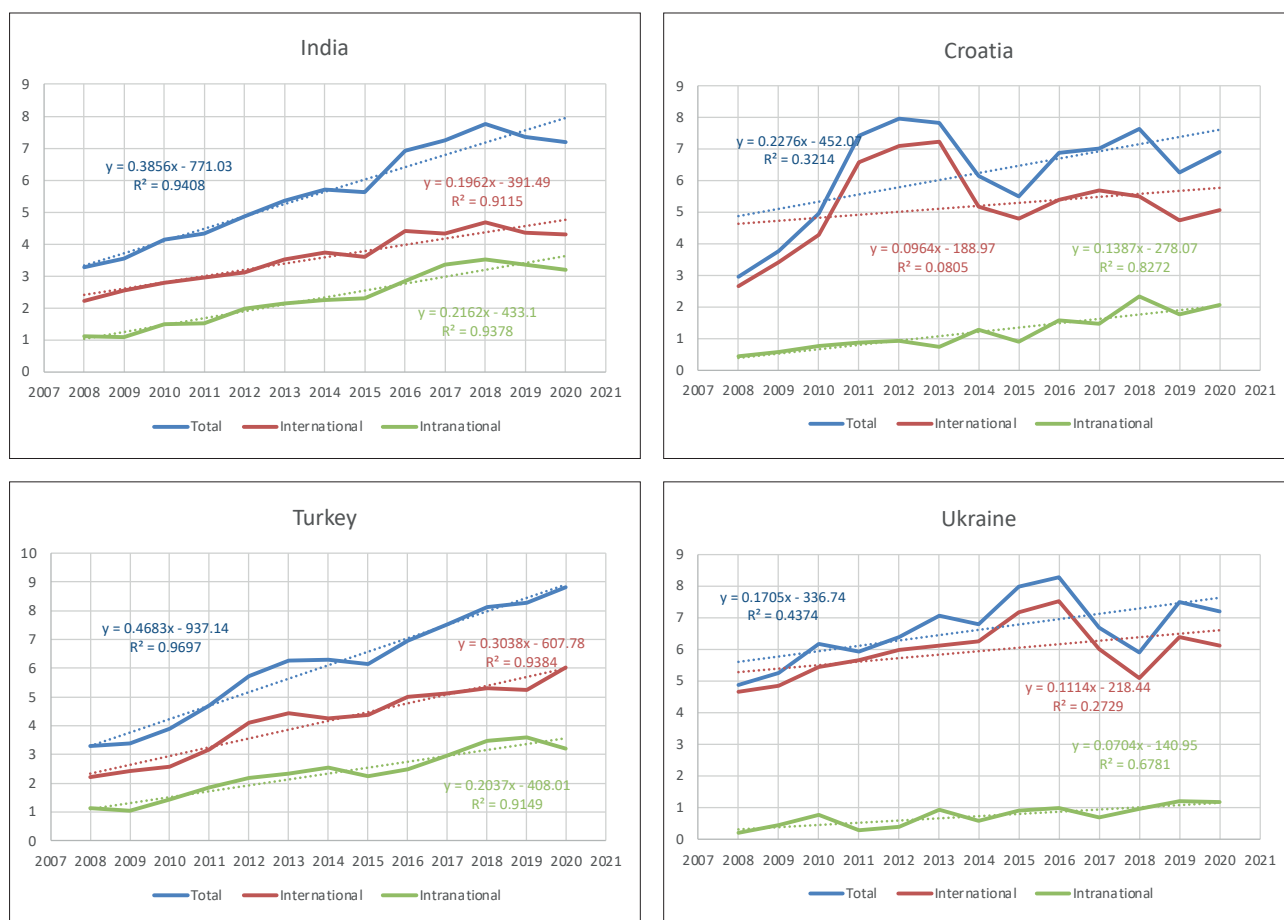 India
9
8
7
6
5
4
3
2
1
0
y = 0.3856x - 771.03
R² = 0.9408
y = 0.1962x - 391.49
R² = 0.9115
y = 0.2162x - 433.1
R² = 0.9378
2007 2008 2009 2010 2011 2012 2013 2014 2015 2016 2017 2018 2019 2020 2021
Total International Intranational
Croatia
9
8
7
6
5
4
3
2
1
0
y = 0.2276x - 452.07
R² = 0.3214
y = 0.0964x - 188.97
R² = 0.0805
y = 0.1387x - 278.07
R² = 0.8272
2007 2008 2009 2010 2011 2012 2013 2014 2015 2016 2017 2018 2019 2020 2021
Total International Intranational
Turkey
10
9
8
7
6
5
4
3
2
1
0
y = 0.4683x - 937.14
R² = 0.9697
y = 0.3038x - 607.78
R² = 0.9384
y = 0.2037x - 408.01
R² = 0.9149
2007 2008 2009 2010 2011 2012 2013 2014 2015 2016 2017 2018 2019 2020 2021
Total International Intranational
Ukraine
9
8
7
6
5
4
3
2
1
0
y = 0.1705x - 336.74
R² = 0.4374
y = 0.1114x - 218.44
R² = 0.2729
y = 0.0704x - 140.95
R² = 0.6781
2007 2008 2009 2010 2011 2012 2013 2014 2015 2016 2017 2018 2019 2020 2021
Total International Intranational